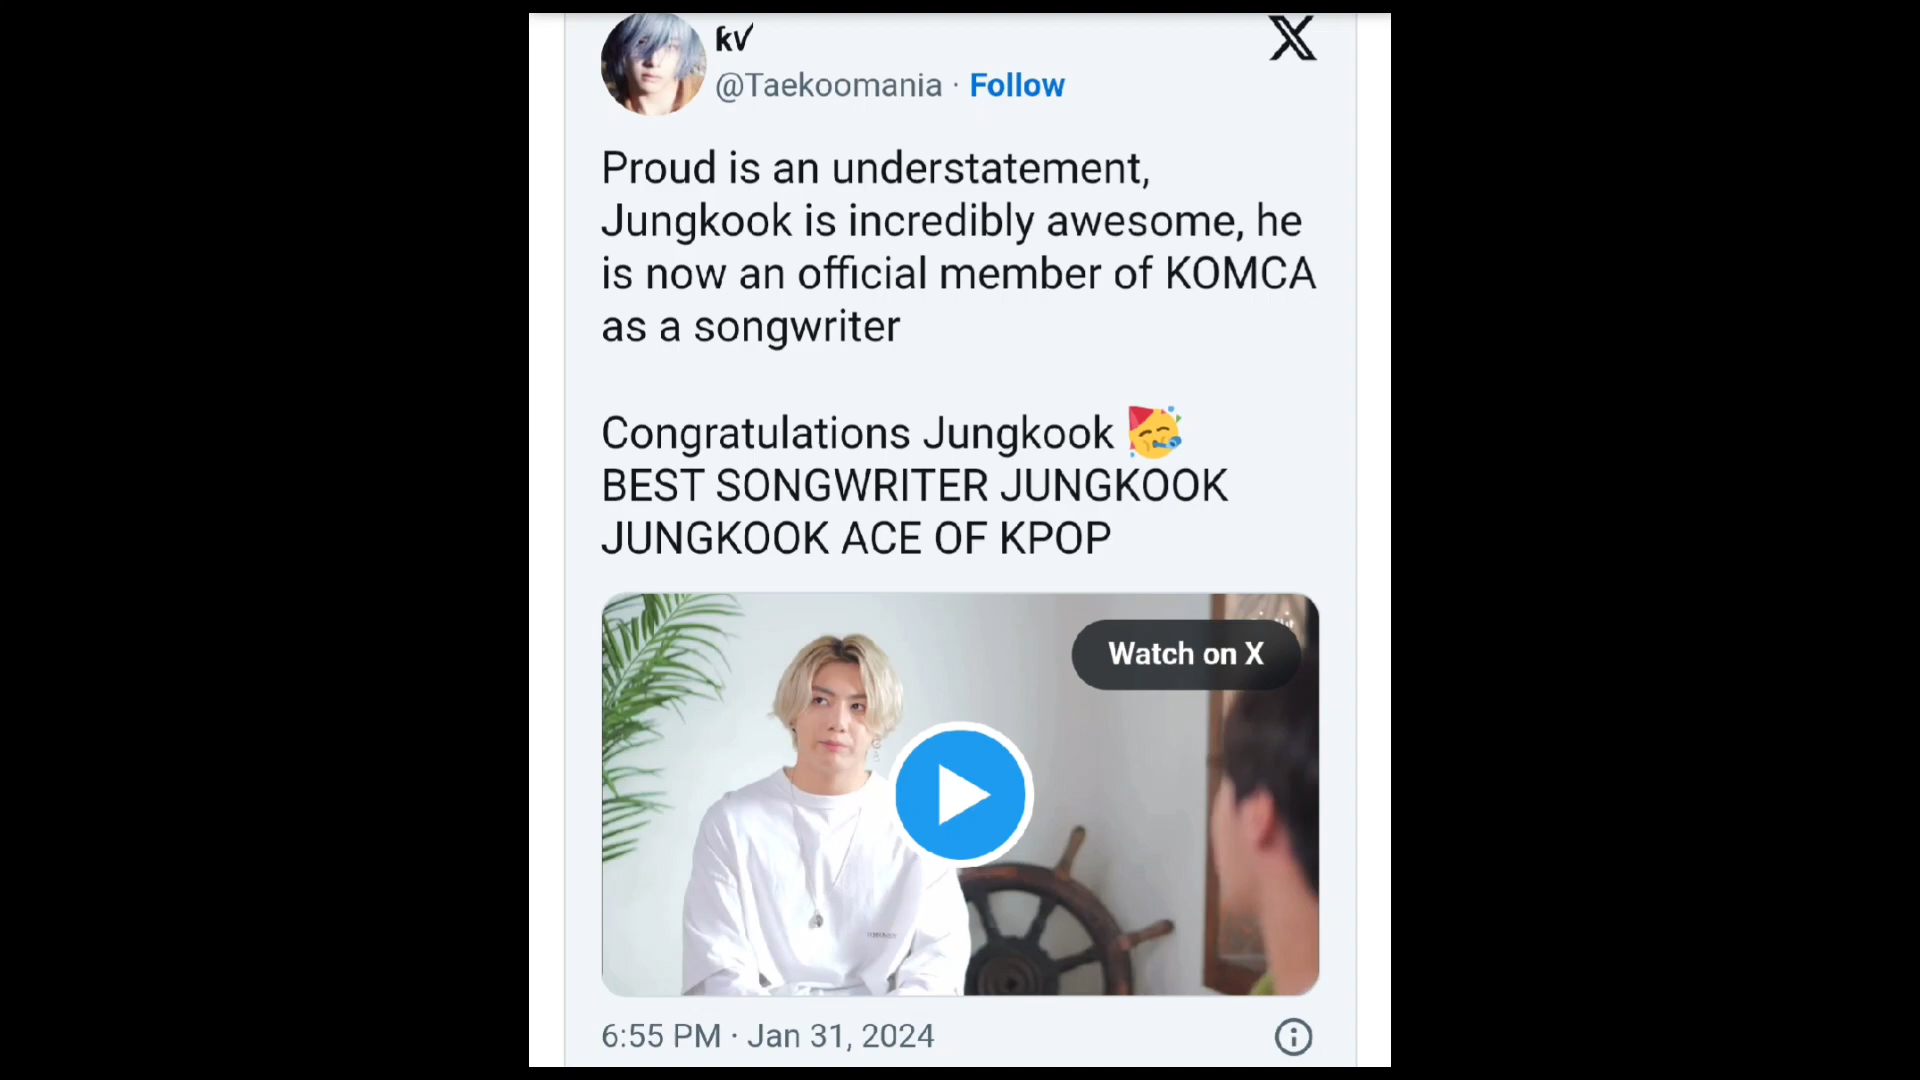 kv
@Taekoomania · Follow
Proud is an understatement,
Jungkook is incredibly awesome, he
is now an official member of KOMCA
as a songwriter
Congratulations Jungkook 🥳
BEST SONGWRITER JUNGKOOK
JUNGKOOK ACE OF KPOP
Watch on X
6:55 PM · Jan 31, 2024